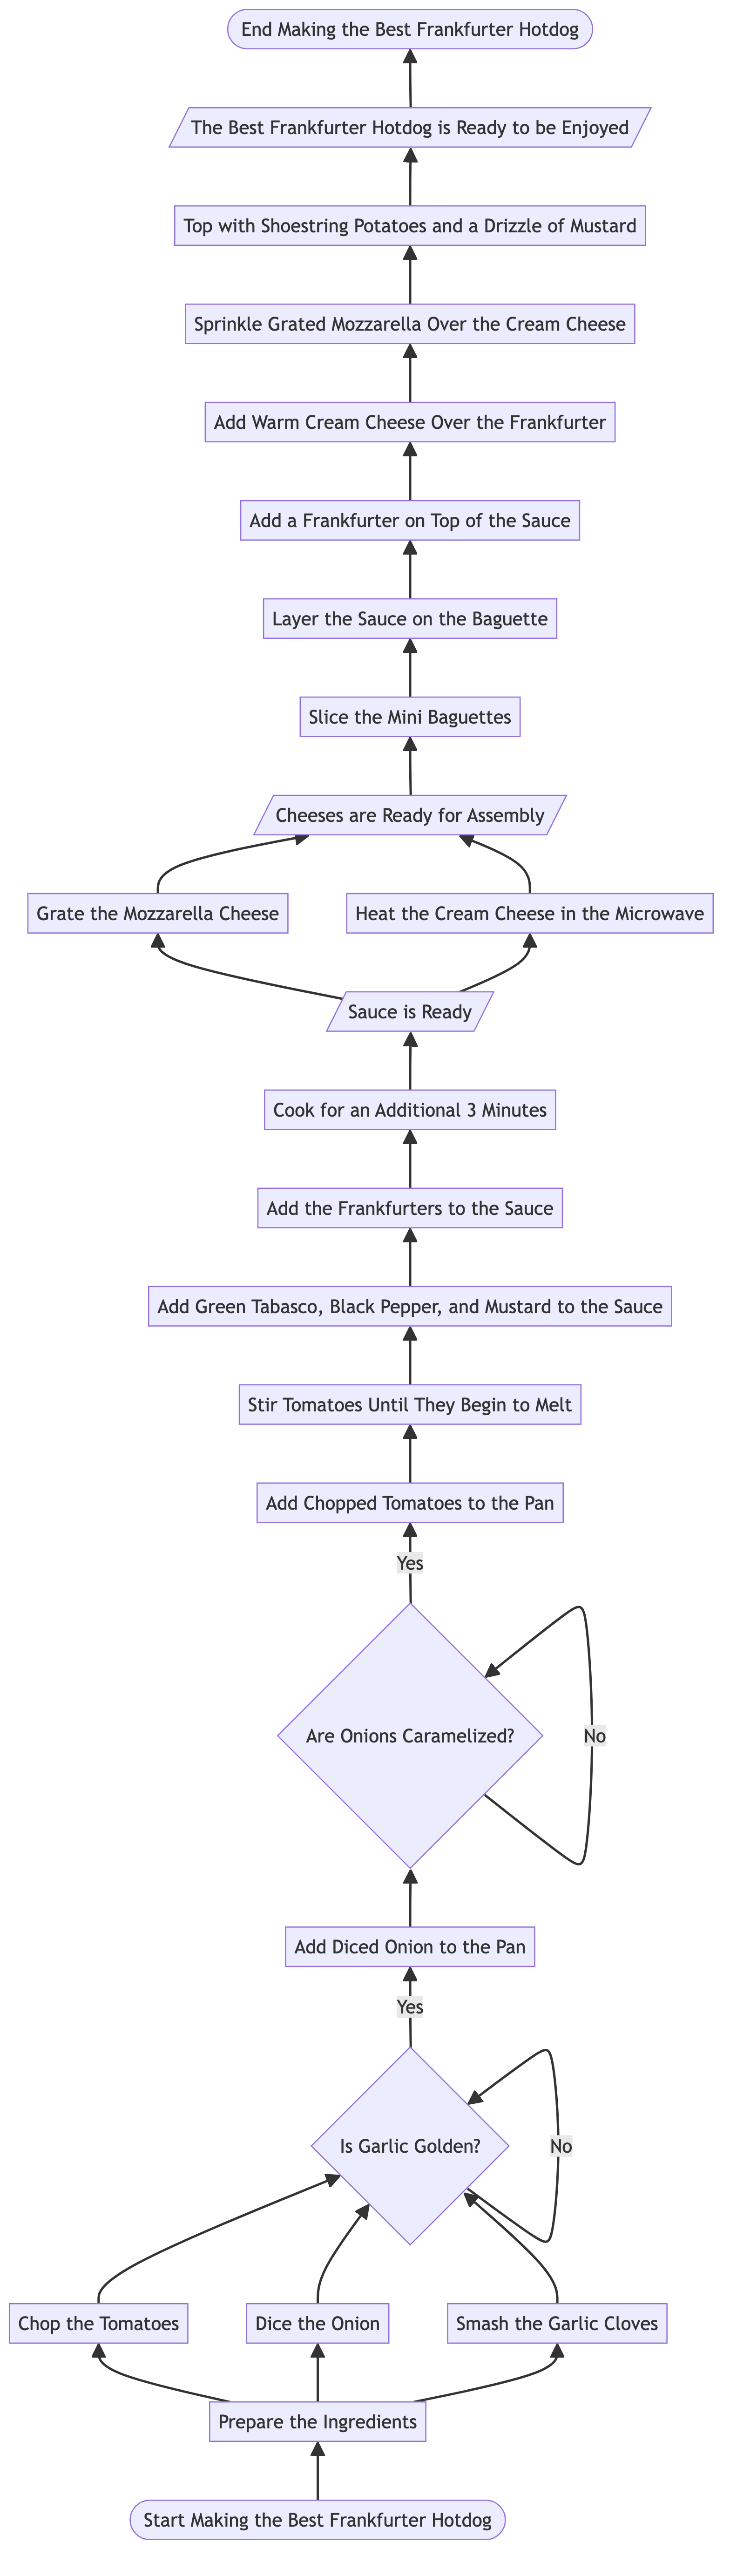 End Making the Best Frankfurter Hotdog
The Best Frankfurter Hotdog is Ready to be Enjoyed
Top with Shoestring Potatoes and a Drizzle of Mustard
Sprinkle Grated Mozzarella Over the Cream Cheese
Add Warm Cream Cheese Over the Frankfurter
Add a Frankfurter on Top of the Sauce
Layer the Sauce on the Baguette
Slice the Mini Baguettes
Cheeses are Ready for Assembly
Grate the Mozzarella Cheese
Heat the Cream Cheese in the Microwave
Sauce is Ready
Cook for an Additional 3 Minutes
Add the Frankfurters to the Sauce
Add Green Tabasco, Black Pepper, and Mustard to the Sauce
Stir Tomatoes Until They Begin to Melt
Add Chopped Tomatoes to the Pan
Yes
Are Onions Caramelized?
No
Add Diced Onion to the Pan
Yes
Is Garlic Golden?
No
Chop the Tomatoes
Dice the Onion
Smash the Garlic Cloves
Prepare the Ingredients
Start Making the Best Frankfurter Hotdog